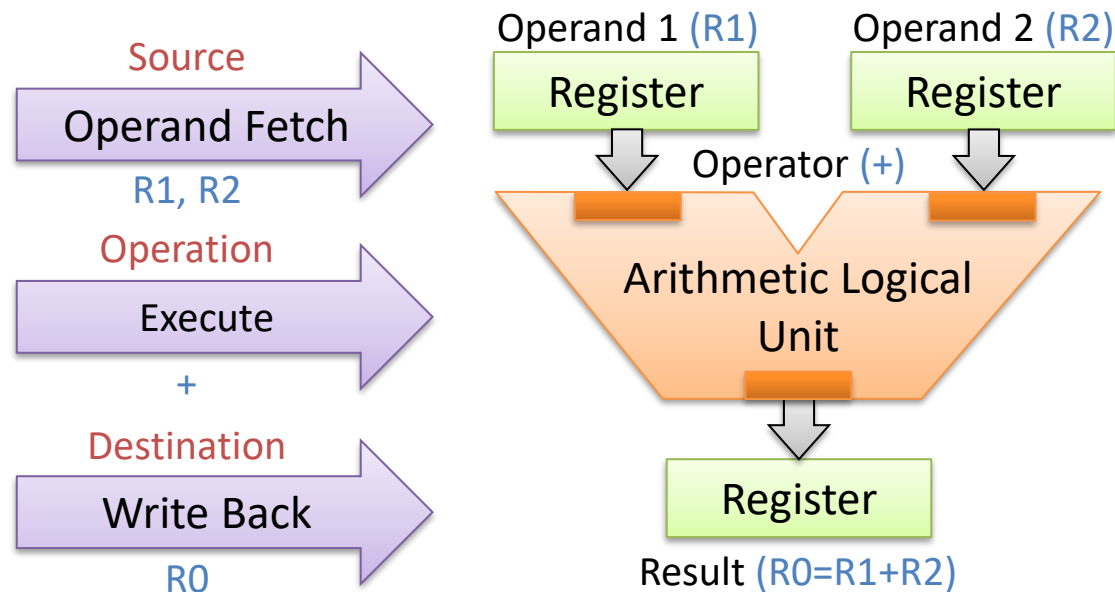 Source
Operand Fetch
R1, R2
Operation
Execute
+
Destination
Write Back
R0
Operand 1 (R1)
Operand 2 (R2)
Register
Register
Operator (+)
Arithmetic Logical
Unit
Register
Result (R0=R1+R2)